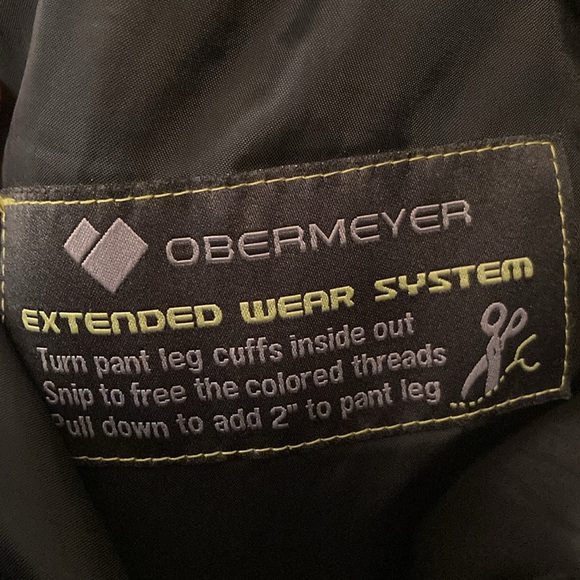 OBERMEYER
EXTENDED WEAR SYSTEM
Turn pant leg cuffs inside out
Snip to free the colored threads
Pull down to add 2" to pant leg